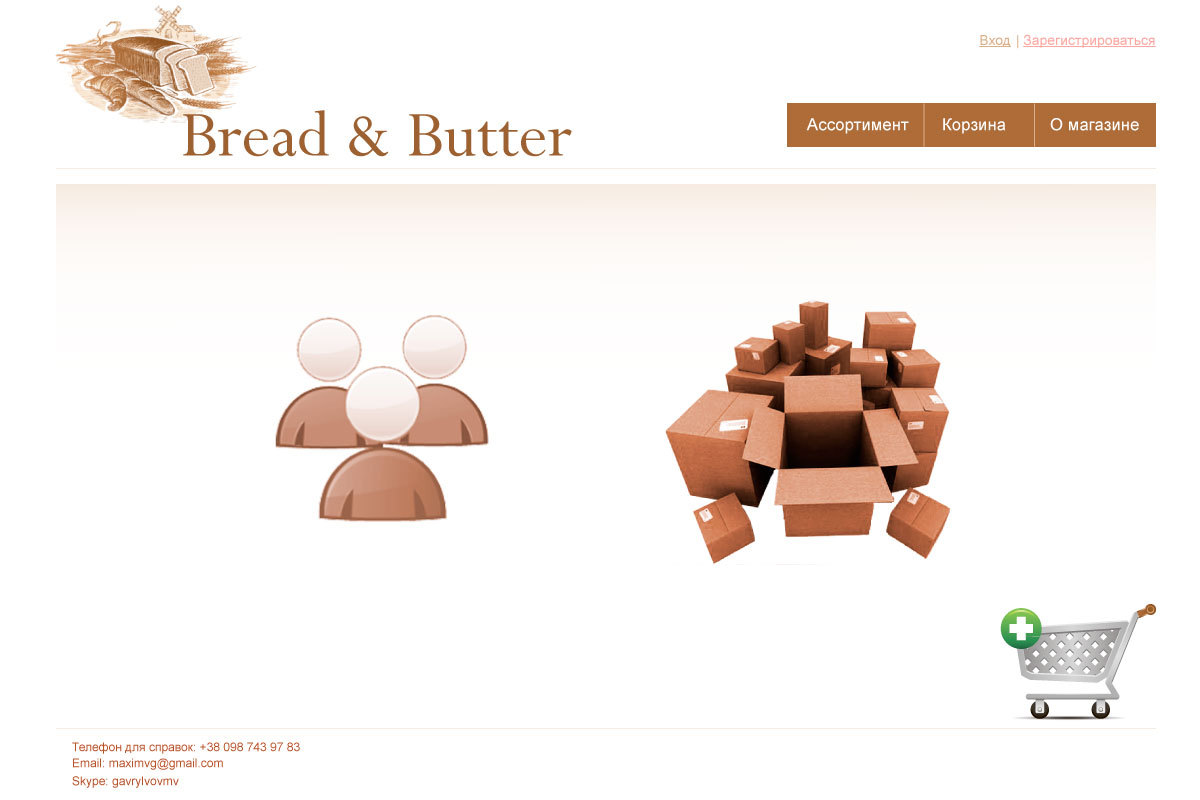 Вход | Зарегистрироваться
Bread & Butter
Ассортимент Корзина О магазине
Телефон для справок: +38 098 743 97 83
Email: maximvg@gmail.com
Skype: gavrylvovmv